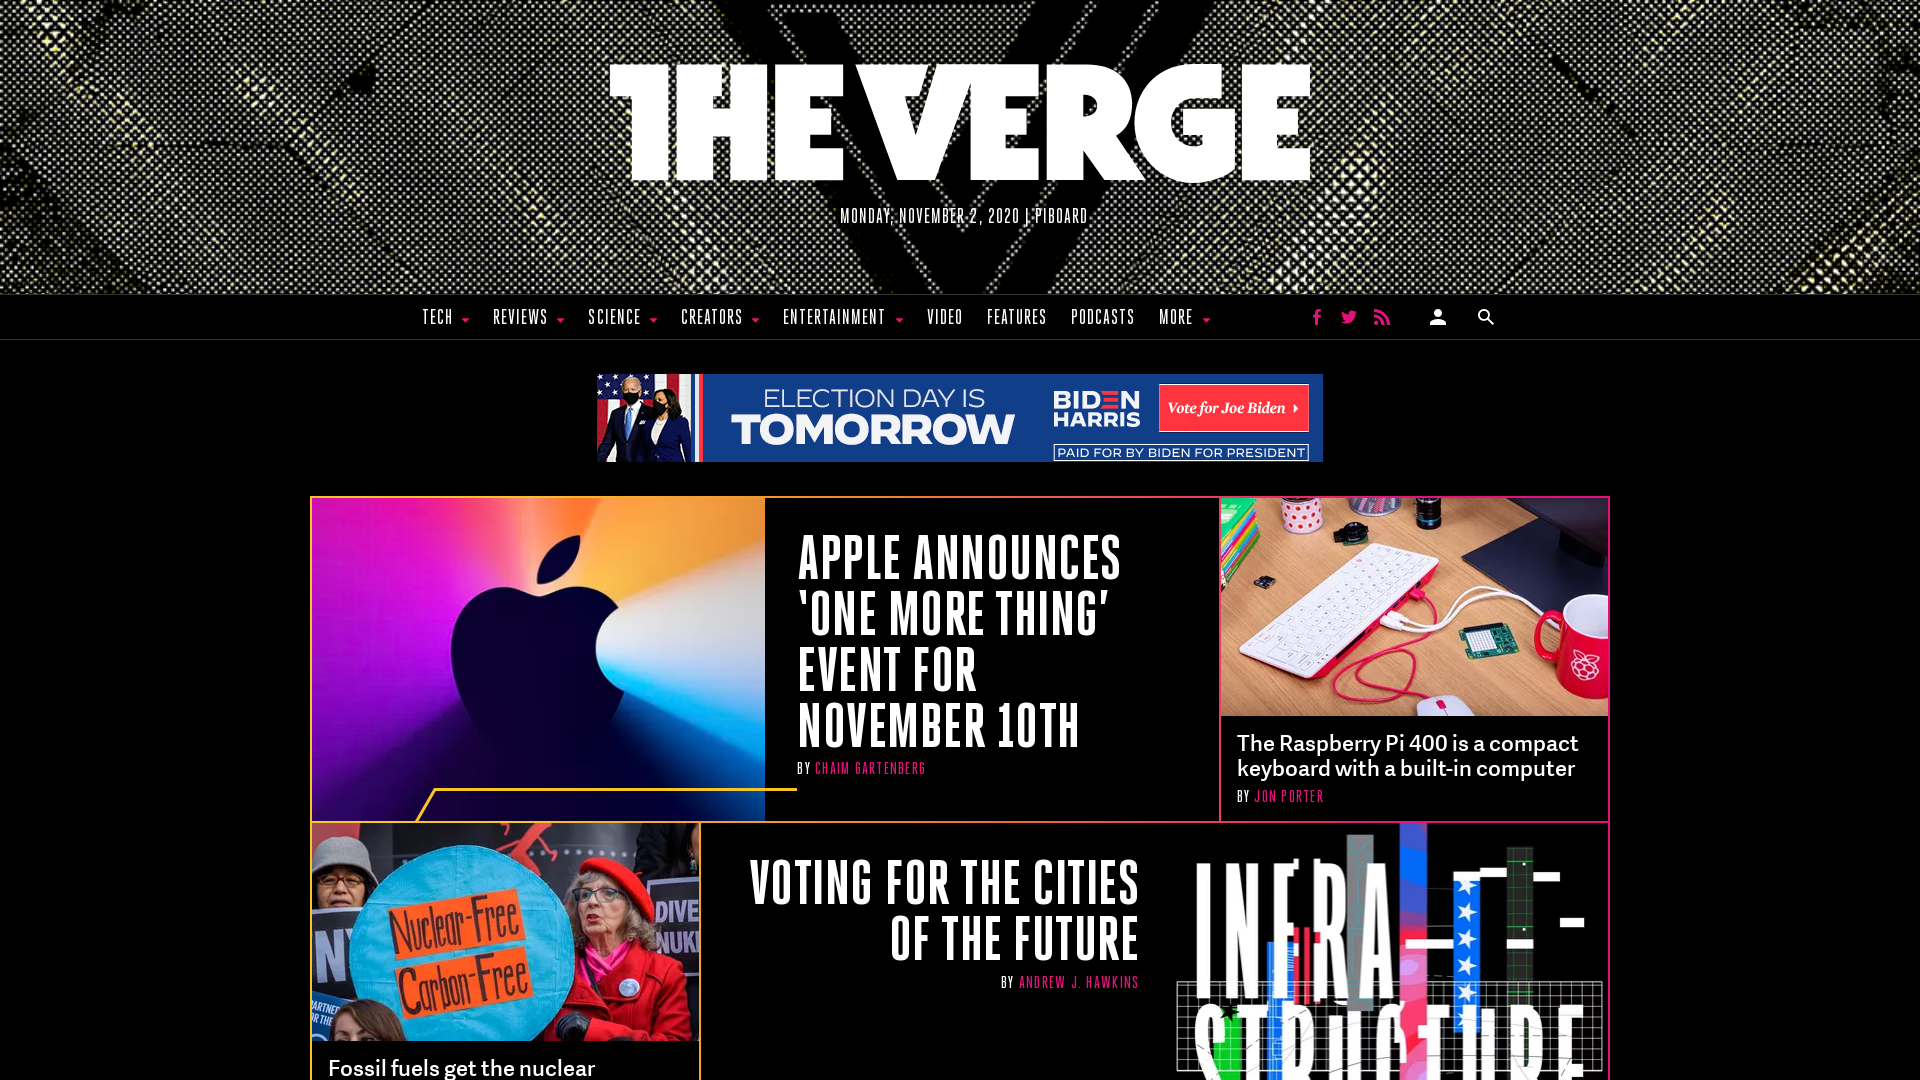 THE VERGE
MONDAY, NOVEMBER 2, 2020 | PIBOARD
TECH REVIEWS SCIENCE CREATORS ENTERTAINMENT VIDEO FEATURES PODCASTS MORE
ELECTION DAY IS
TOMORROW
BIDEN
HARRIS
Vote for Joe Biden
PAID FOR BY BIDEN FOR PRESIDENT
APPLE ANNOUNCES
‘ONE MORE THING’
EVENT FOR
NOVEMBER 10TH
BY CHAIM GARTENBERG
The Raspberry Pi 400 is a compact
keyboard with a built-in computer
BY JON PORTER
Nuclear-Free
Carbon-Free
DIVE
NUKE
Fossil fuels get the nuclear
VOTING FOR THE CITIES
OF THE FUTURE
BY ANDREW J. HAWKINS
INFRA
STRUCTURE